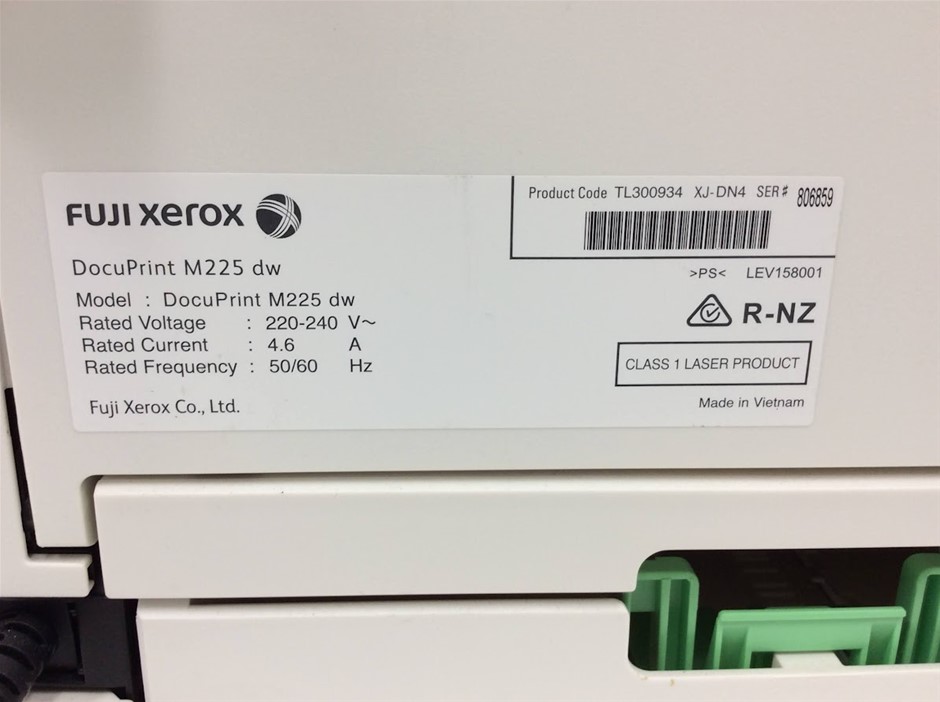 FUJI xerox
DocuPrint M225 dw
Model : DocuPrint M225 dw
Rated Voltage : 220-240 V~
Rated Current : 4.6 A
Rated Frequency : 50/60 Hz
Fuji Xerox Co., Ltd.
Product Code TL300934 XJ-DN4 SER# 806859
>PS< LEV158001
R-NZ
CLASS 1 LASER PRODUCT
Made in Vietnam